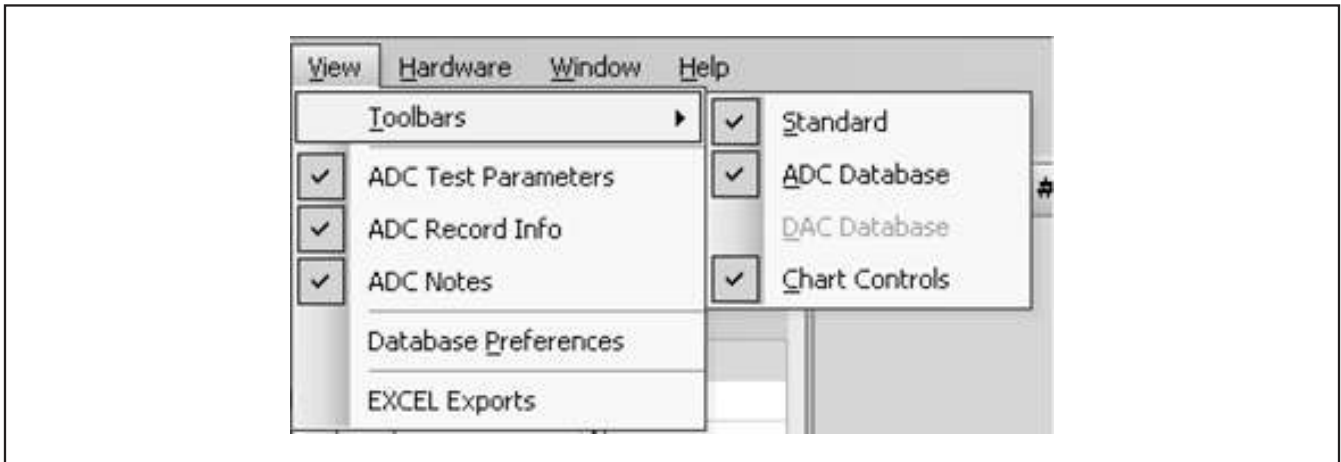 View Hardware Window Help
Toolbars
ADC Test Parameters
ADC Record Info
ADC Notes
Database Preferences
EXCEL Exports
Standard
ADC Database
DAC Database
Chart Controls
#